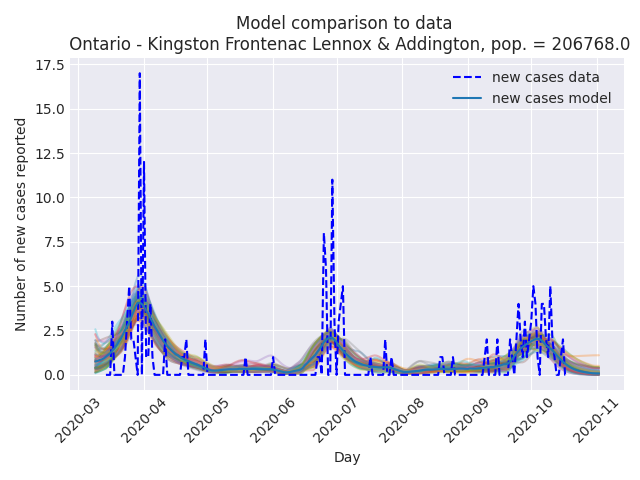 Model comparison to data
Ontario - Kingston Frontenac Lennox & Addington, pop. = 206768.0
new cases data
new cases model
Number of new cases reported
17.5
15.0
12.5
10.0
7.5
5.0
2.5
0.0
2020-03
2020-04
2020-05
2020-06
2020-07
2020-08
2020-09
2020-10
2020-11
Day